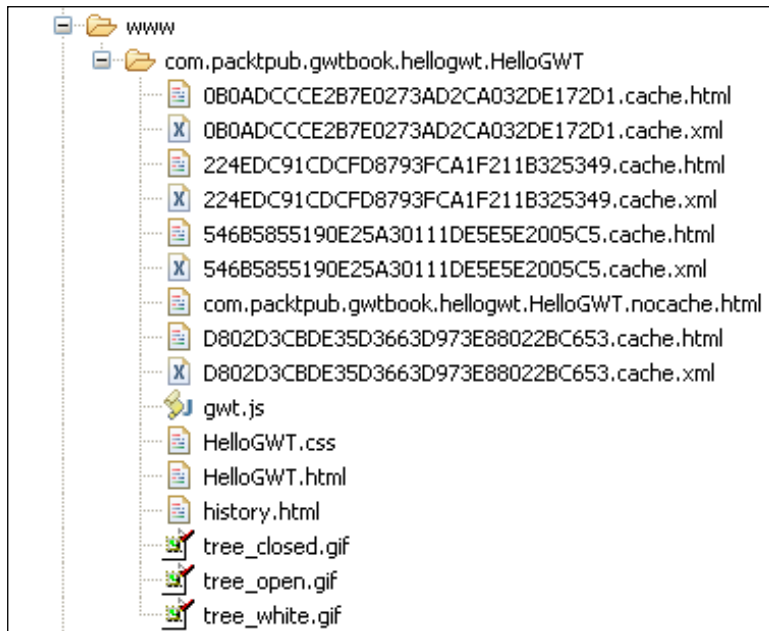 www
com.packtpub.gwtbook.hellogwt.HelloGWT
0B0ADCCCE2B7E0273AD2CA032DE172D1.cache.html
0B0ADCCCE2B7E0273AD2CA032DE172D1.cache.xml
224EDC91CDCFD8793FCA1F211B325349.cache.html
224EDC91CDCFD8793FCA1F211B325349.cache.xml
546B5855190E25A30111DE5E5E2005C5.cache.html
546B5855190E25A30111DE5E5E2005C5.cache.xml
com.packtpub.gwtbook.hellogwt.HelloGWT.nocache.html
D802D3CBDE35D3663D973E88022BC653.cache.html
D802D3CBDE35D3663D973E88022BC653.cache.xml
gwt.js
HelloGWT.css
HelloGWT.html
history.html
tree_closed.gif
tree_open.gif
tree_white.gif